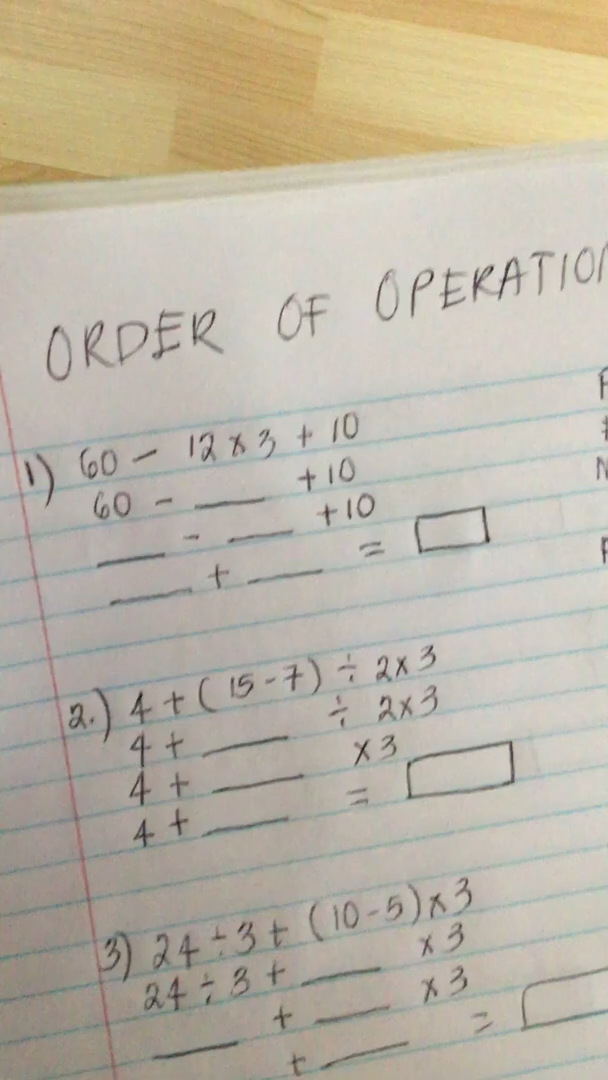 ORDER OF OPERATION
1) 60 - 12 x 3 + 10
60 - ___ + 10
___ - ___ + 10
___ + ___ =
2.) 4 + (15 - 7) ÷ 2 x 3
4 + ___ ÷ 2 x 3
4 + ___ x 3
4 + ___ =
3) 24 ÷ 3 + (10 - 5) x 3
24 ÷ 3 + ___ x 3
___ + ___ x 3
+ ___ =